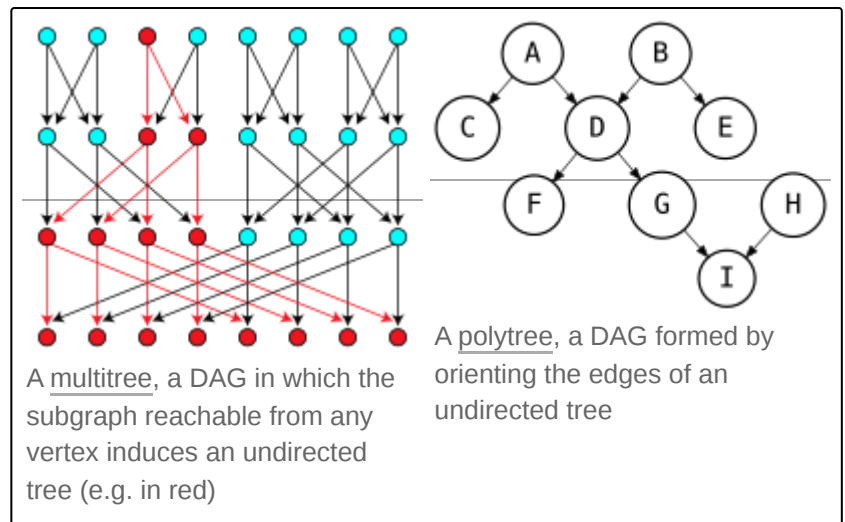 A B
C D E
F G H
I
A multitree, a DAG in which the
subgraph reachable from any
vertex induces an undirected
tree (e.g. in red)
A polytree, a DAG formed by
orienting the edges of an
undirected tree